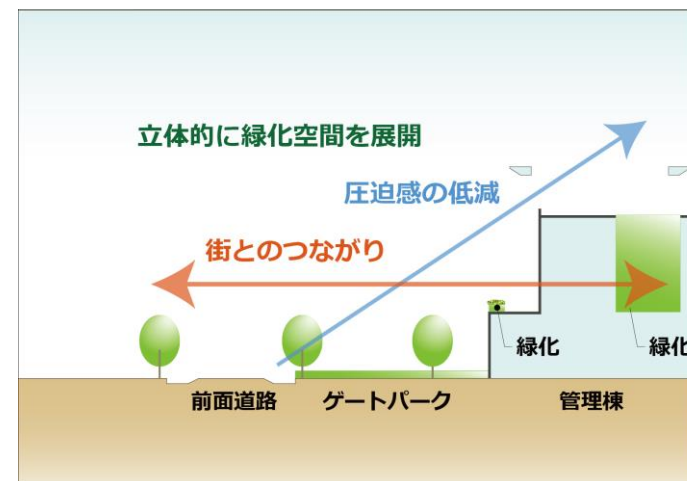 立体的に緑化空間を展開
圧迫感の低減
街とのつながり
緑化
緑化
前面道路
ゲートパーク
管理棟